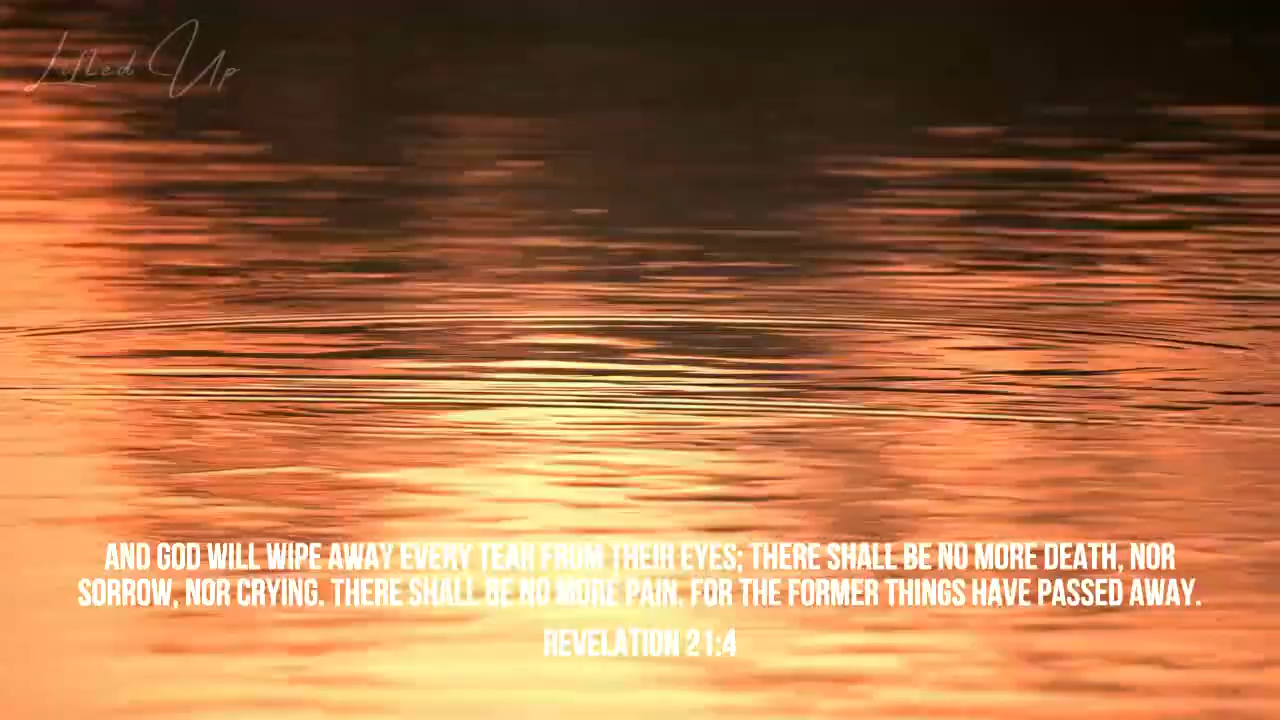 Lifted Up
AND GOD WILL WIPE AWAY EVERY TEAR FROM THEIR EYES; THERE SHALL BE NO MORE DEATH, NOR
SORROW, NOR CRYING. THERE SHALL BE NO MORE PAIN, FOR THE FORMER THINGS HAVE PASSED AWAY.
REVELATION 21:4